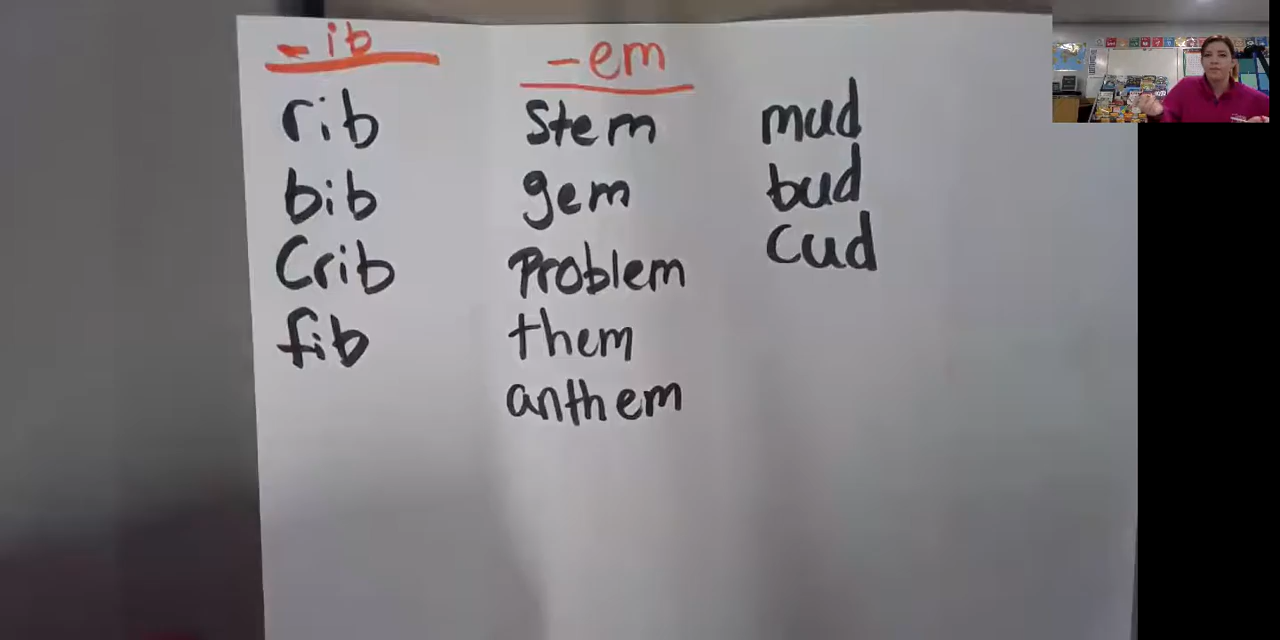 -ib
rib
bib
Crib
fib
-em
Stem
gem
Problem
them
anthem
mud
bud
cud